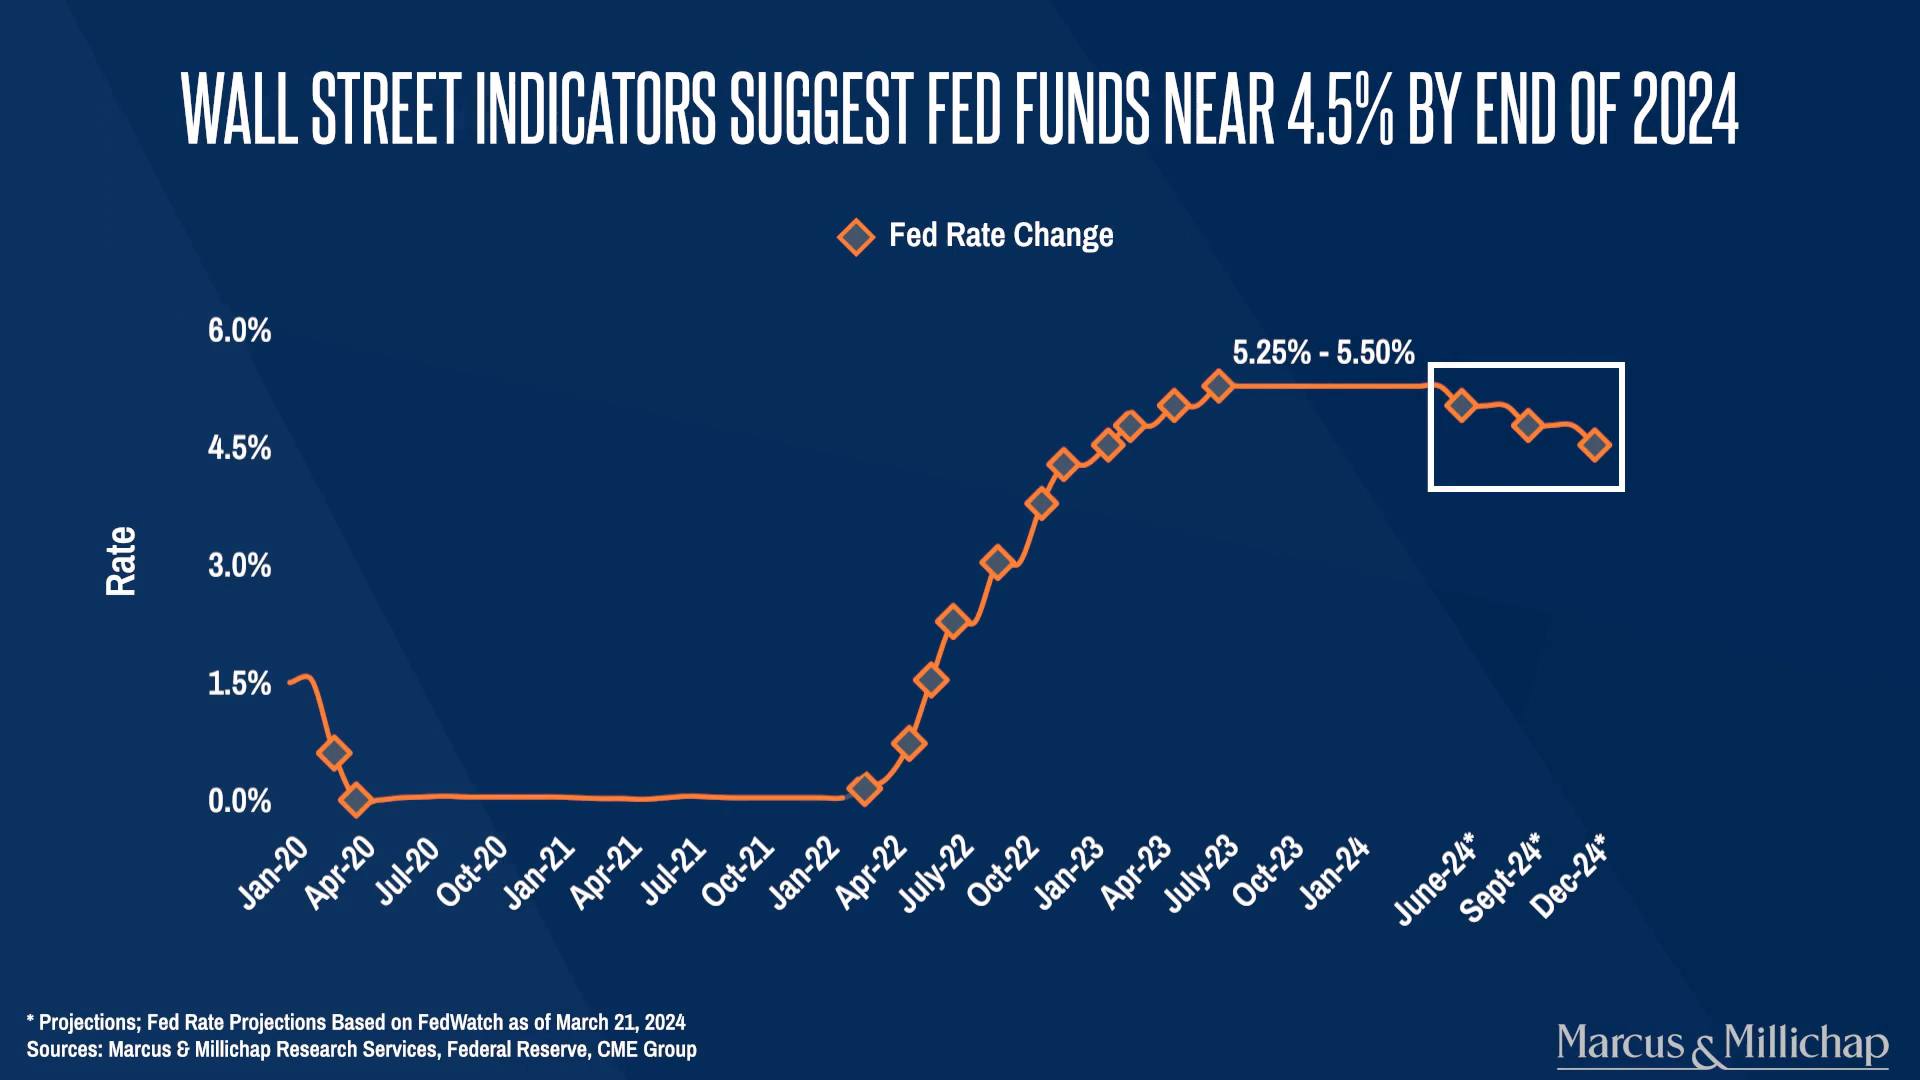 WALL STREET INDICATORS SUGGEST FED FUNDS NEAR 4.5% BY END OF 2024
Fed Rate Change
6.0%
4.5%
3.0%
1.5%
0.0%
Rate
5.25% - 5.50%
Jan-20
Apr-20
Jul-20
Oct-20
Jan-21
Apr-21
Jul-21
Oct-21
Jan-22
Apr-22
July-22
Oct-22
Jan-23
Apr-23
July-23
Oct-23
Jan-24
June-24*
Sept-24*
Dec-24*
* Projections; Fed Rate Projections Based on FedWatch as of March 21, 2024
Sources: Marcus & Millichap Research Services, Federal Reserve, CME Group
Marcus & Millichap